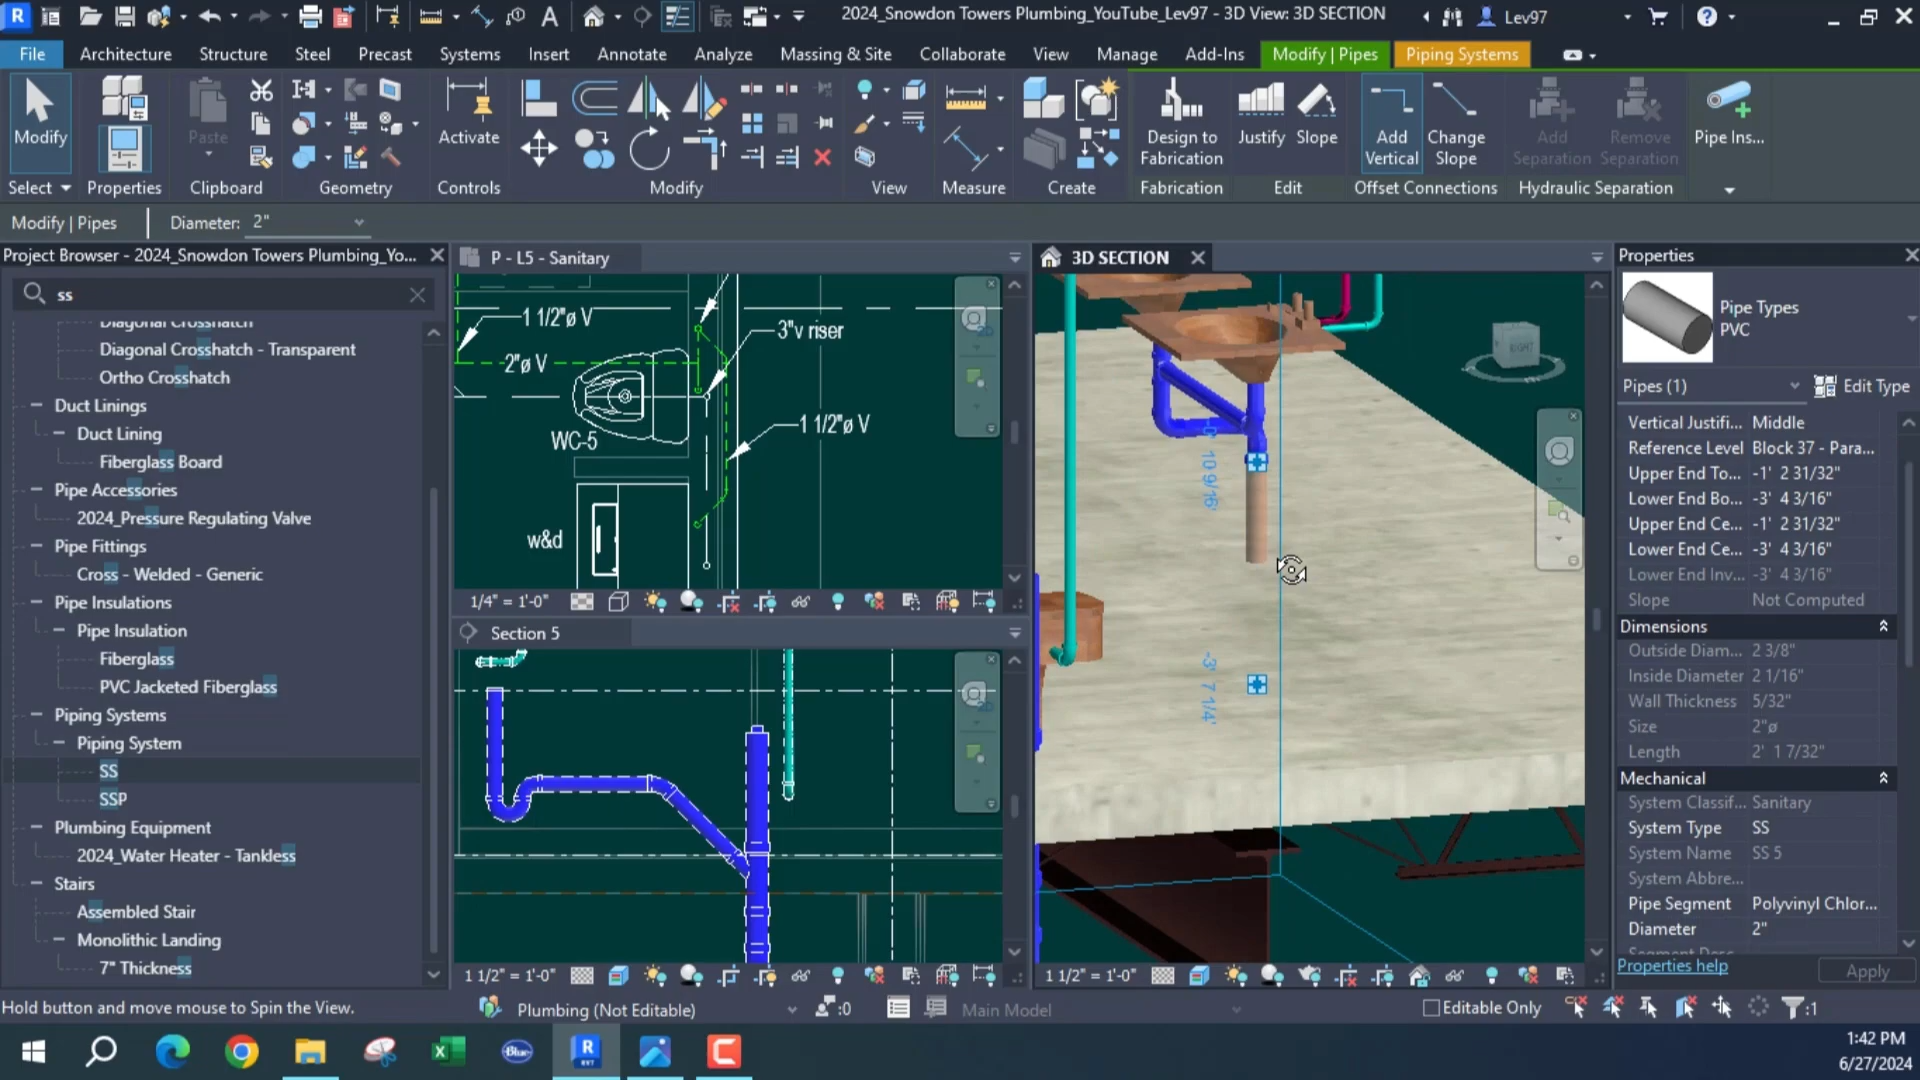 2024_Snowdon Towers Plumbing_YouTube_Lev97 - 3D View: 3D SECTION
Lev97
File
Architecture
Structure
Steel
Precast
Systems
Insert
Annotate
Analyze
Massing & Site
Collaborate
View
Manage
Add-Ins
Modify | Pipes
Piping Systems
Modify
Paste
Activate
Design to
Fabrication
Justify
Slope
Add
Vertical
Change
Slope
Add
Separation
Remove
Separation
Pipe Ins...
Select
Properties
Clipboard
Geometry
Controls
Modify
View
Measure
Create
Fabrication
Edit
Offset Connections
Hydraulic Separation
Modify | Pipes
Diameter: 2"
Project Browser - 2024_Snowdon Towers Plumbing_Yo...
ss
Diagonal Crosshatch
Diagonal Crosshatch - Transparent
Ortho Crosshatch
Duct Linings
Duct Lining
Fiberglass Board
Pipe Accessories
2024_Pressure Regulating Valve
Pipe Fittings
Cross - Welded - Generic
Pipe Insulations
Pipe Insulation
Fiberglass
PVC Jacketed Fiberglass
Piping Systems
Piping System
SS
SSP
Plumbing Equipment
2024_Water Heater - Tankless
Stairs
Assembled Stair
Monolithic Landing
7" Thickness
P - L5 - Sanitary
1 1/2"ø V
3"v riser
2"ø V
1 1/2"ø V
WC-5
w&d
1/4" = 1'-0"
Section 5
1 1/2" = 1'-0"
3D SECTION
RIGHT
-0' 10 9/16"
-3' 7 1/4"
1 1/2" = 1'-0"
Properties
Pipe Types
PVC
Pipes (1)
Edit Type
Vertical Justifi... Middle
Reference Level Block 37 - Para...
Upper End To... -1' 2 31/32"
Lower End Bo... -3' 4 3/16"
Upper End Ce... -1' 2 31/32"
Lower End Ce... -3' 4 3/16"
Lower End Inv... -3' 4 3/16"
Slope Not Computed
Dimensions
Outside Diam... 2 3/8"
Inside Diameter 2 1/16"
Wall Thickness 5/32"
Size 2"ø
Length 2' 1 7/32"
Mechanical
System Classif... Sanitary
System Type SS
System Name SS 5
System Abbre...
Pipe Segment Polyvinyl Chlor...
Diameter 2"
Properties help
Apply
Hold button and move mouse to Spin the View.
Plumbing (Not Editable)
:0
Main Model
Editable Only
:1
Blue
1:42 PM
6/27/2024